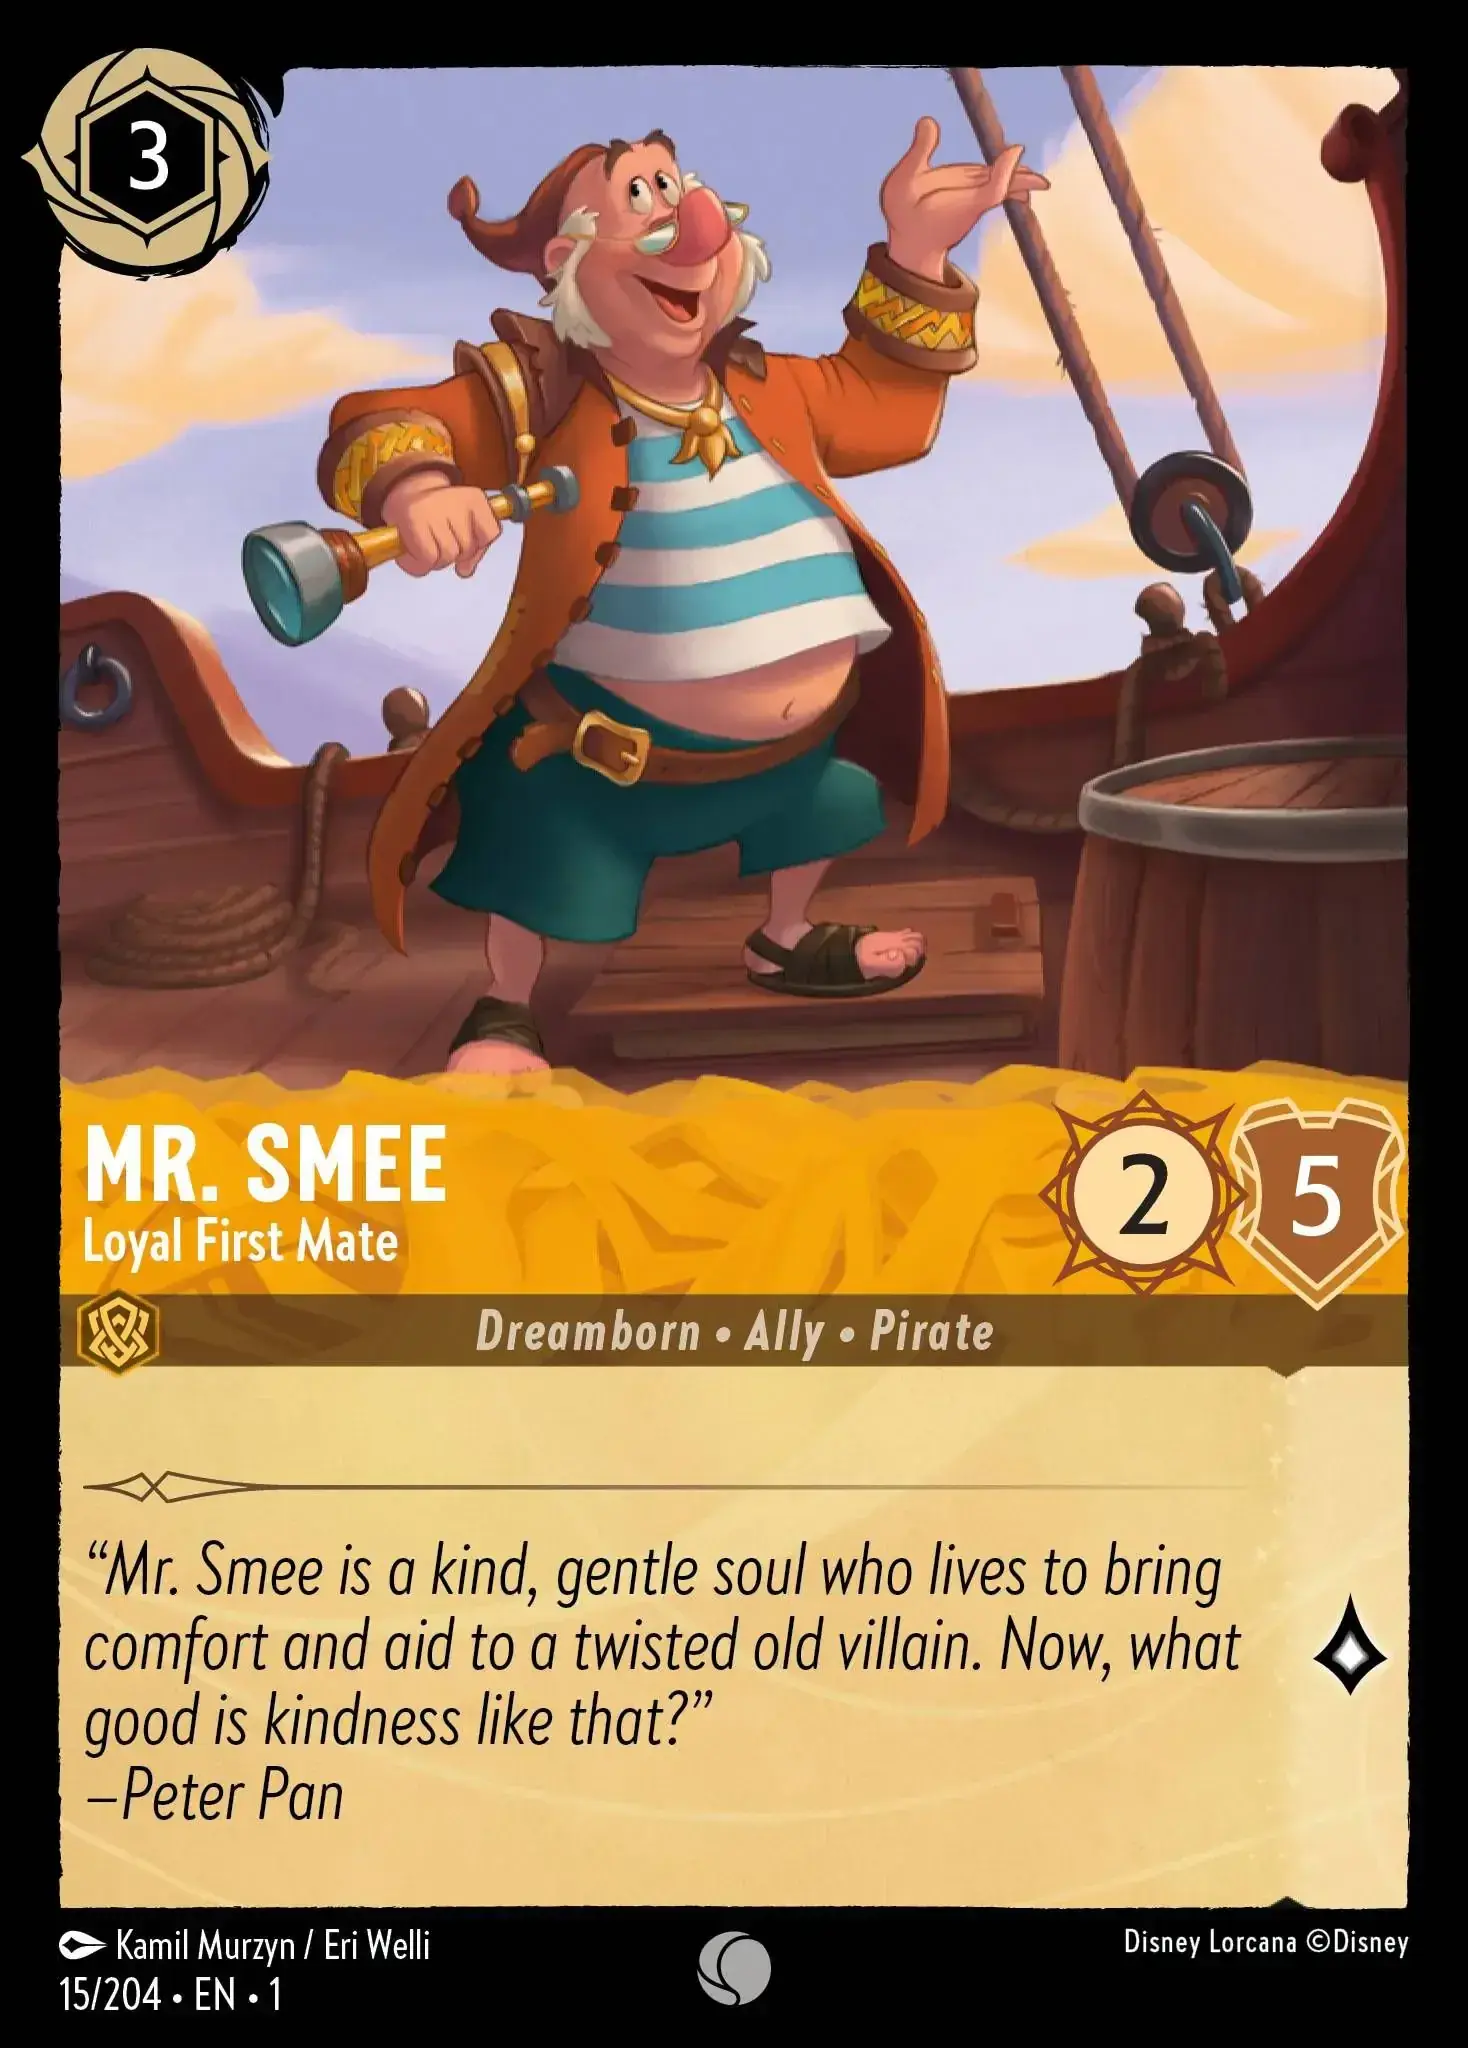 3
MR. SMEE
Loyal First Mate
2
5
Dreamborn • Ally • Pirate
“Mr. Smee is a kind, gentle soul who lives to bring
comfort and aid to a twisted old villain. Now, what
good is kindness like that?”
–Peter Pan
Kamil Murzyn / Eri Welli
Disney Lorcana ©Disney
15/204 • EN • 1